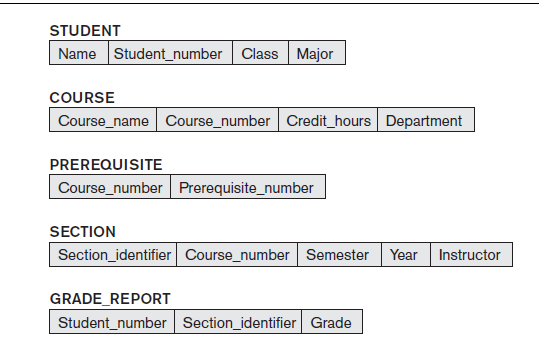 STUDENT
Name Student_number Class Major
COURSE
Course_name Course_number Credit_hours Department
PREREQUISITE
Course_number Prerequisite_number
SECTION
Section_identifier Course_number Semester Year Instructor
GRADE_REPORT
Student_number Section_identifier Grade